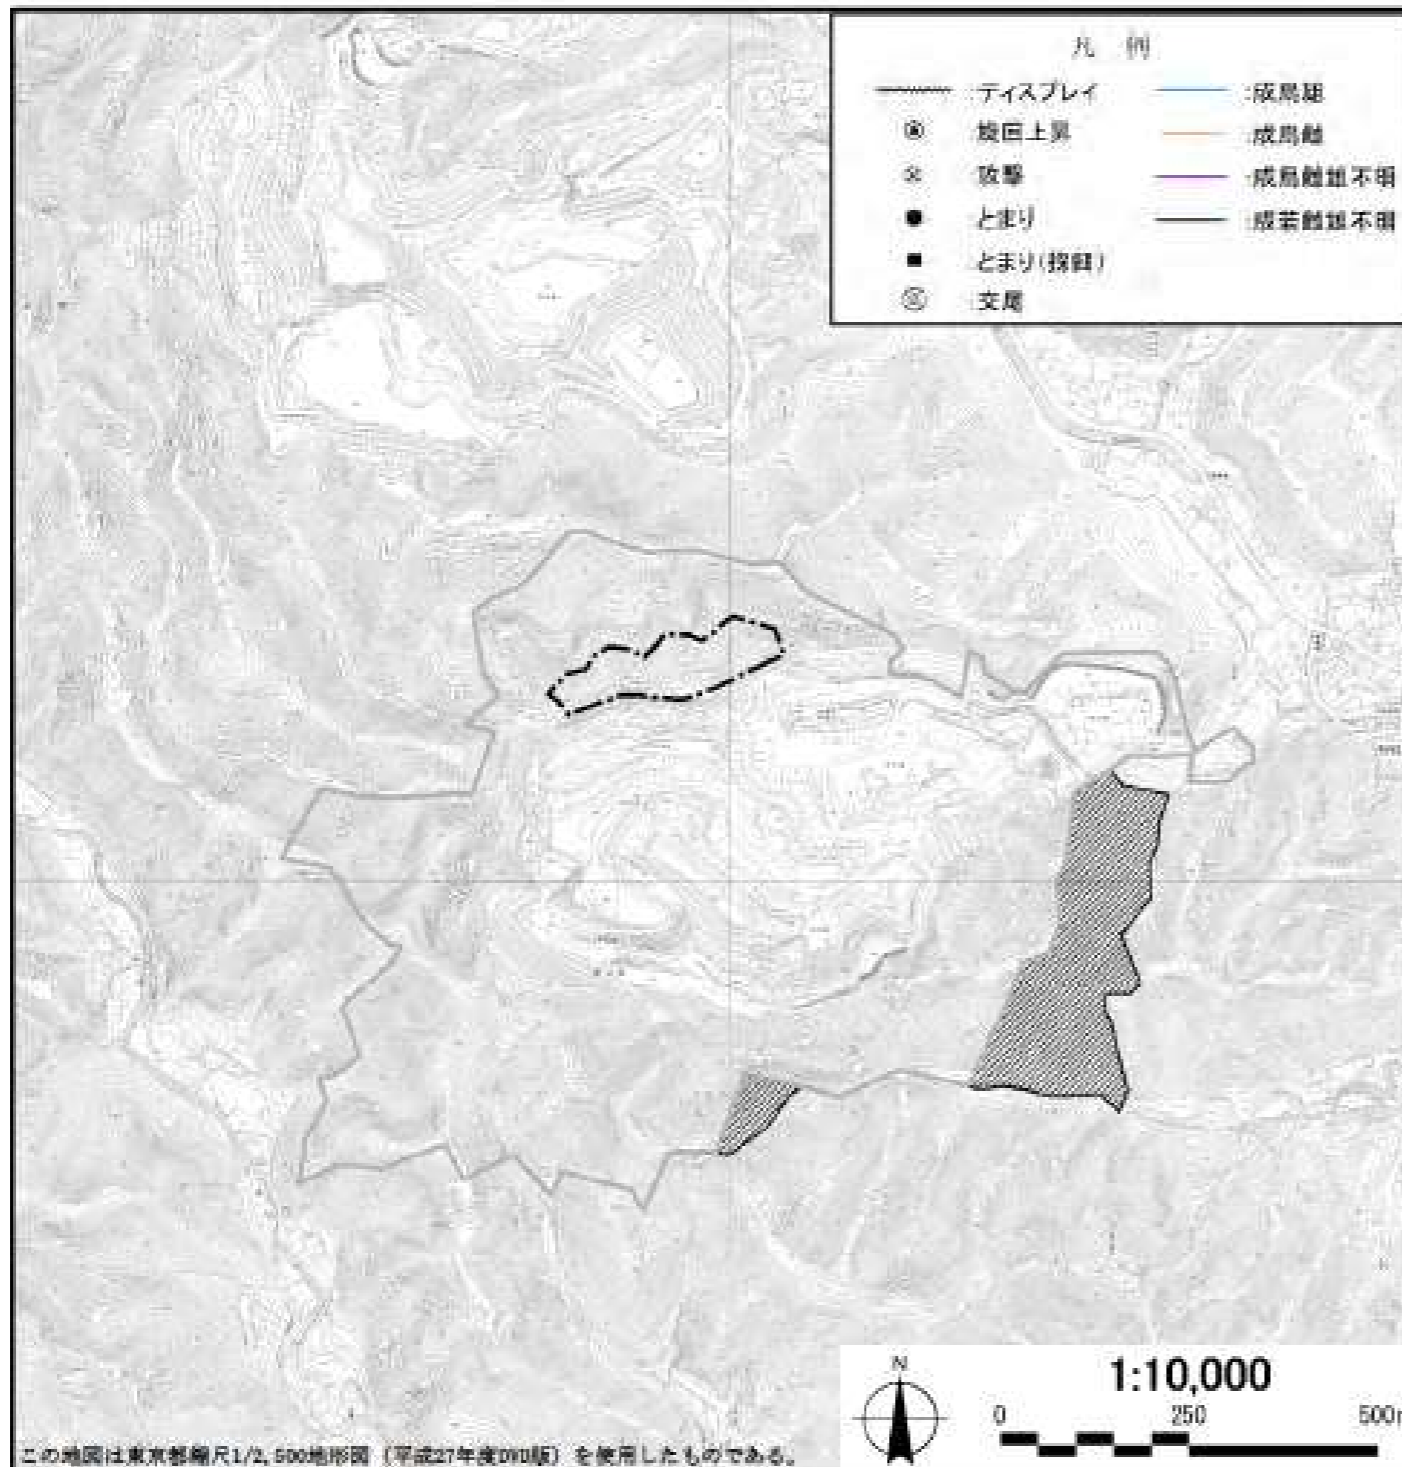 凡 例
:ディスプレイ
:成鳥雄
:旋回上昇
:成鳥雌
:攻撃
:成鳥雌雄不明
:とまり
:成若雌雄不明
:とまり(探餌)
:交尾
N
1:10,000
0 250 500m
この地図は東京都縮尺1/2,500地形図(平成27年度DVD版)を使用したものである。